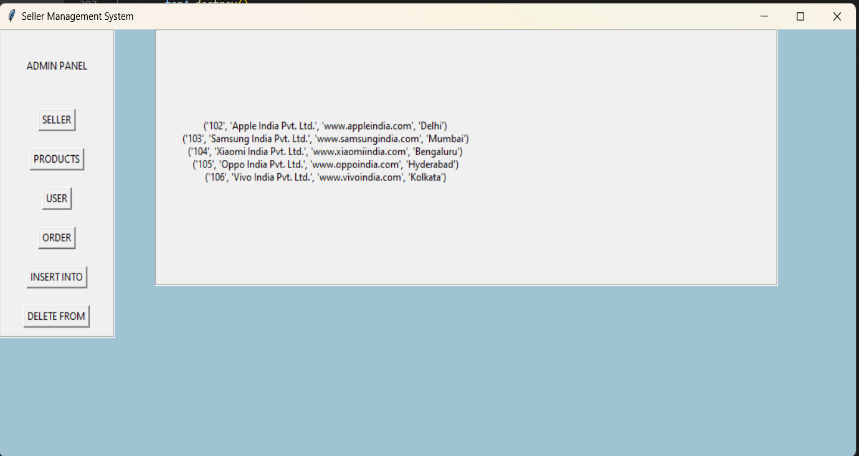 Seller Management System
ADMIN PANEL
SELLER
PRODUCTS
USER
ORDER
INSERT INTO
DELETE FROM
('102', 'Apple India Pvt. Ltd.', 'www.appleindia.com', 'Delhi')
('103', 'Samsung India Pvt. Ltd.', 'www.samsungindia.com', 'Mumbai')
('104', 'Xiaomi India Pvt. Ltd.', 'www.xiaomiindia.com', 'Bengaluru')
('105', 'Oppo India Pvt. Ltd.', 'www.oppoindia.com', 'Hyderabad')
('106', 'Vivo India Pvt. Ltd.', 'www.vivoindia.com', 'Kolkata')